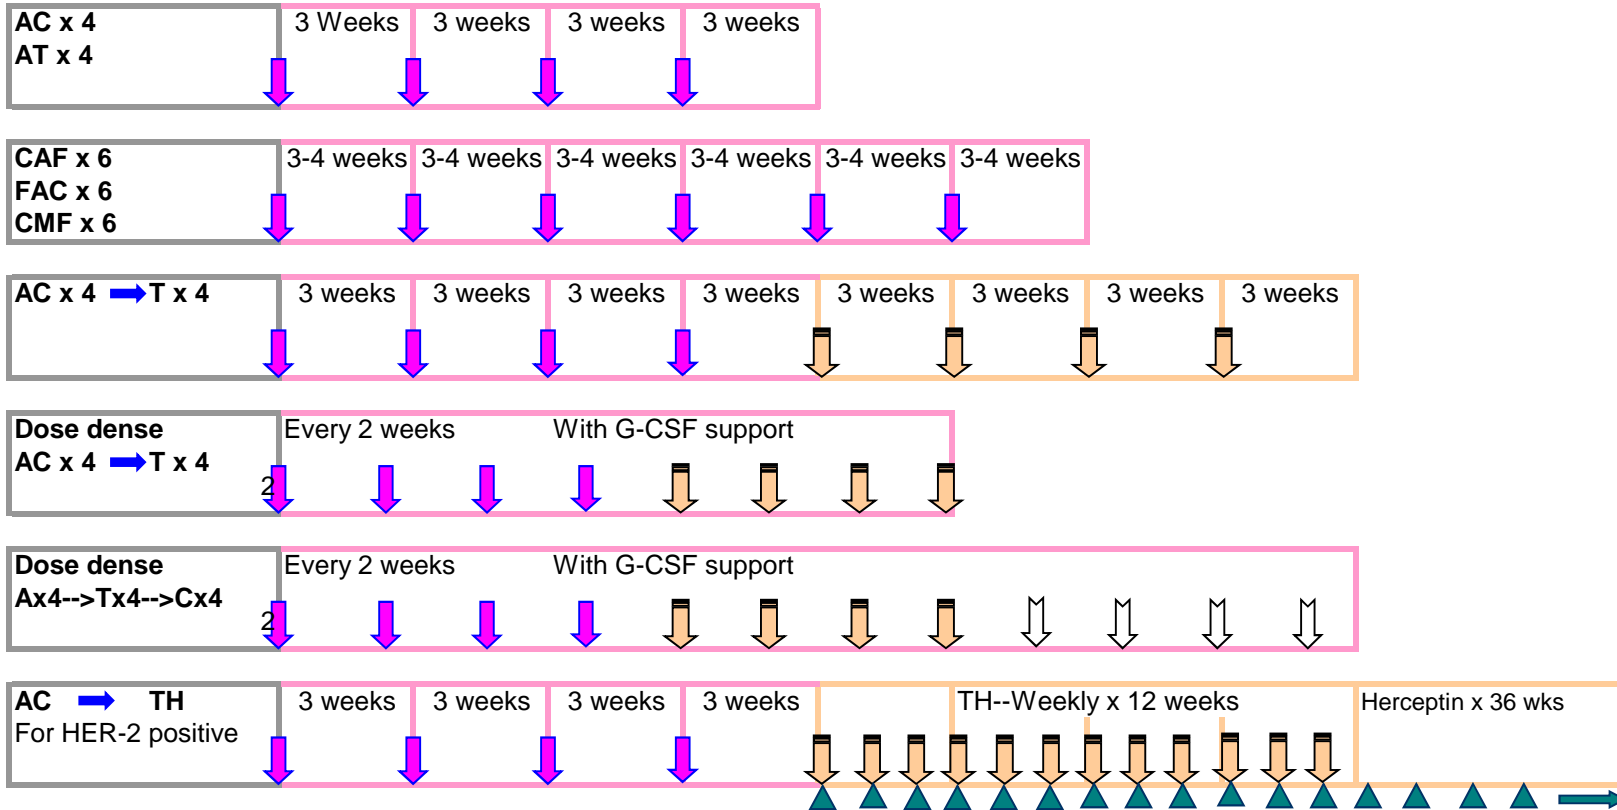 AC x 4
AT x 4
3 Weeks 3 weeks 3 weeks 3 weeks
CAF x 6
FAC x 6
CMF x 6
3-4 weeks 3-4 weeks 3-4 weeks 3-4 weeks 3-4 weeks 3-4 weeks
AC x 4 T x 4
3 weeks 3 weeks 3 weeks 3 weeks 3 weeks 3 weeks 3 weeks 3 weeks
Dose dense
AC x 4 T x 4
2
Every 2 weeks With G-CSF support
Dose dense
Ax4-->Tx4-->Cx4
2
Every 2 weeks With G-CSF support
AC TH
For HER-2 positive
3 weeks 3 weeks 3 weeks 3 weeks TH--Weekly x 12 weeks Herceptin x 36 wks